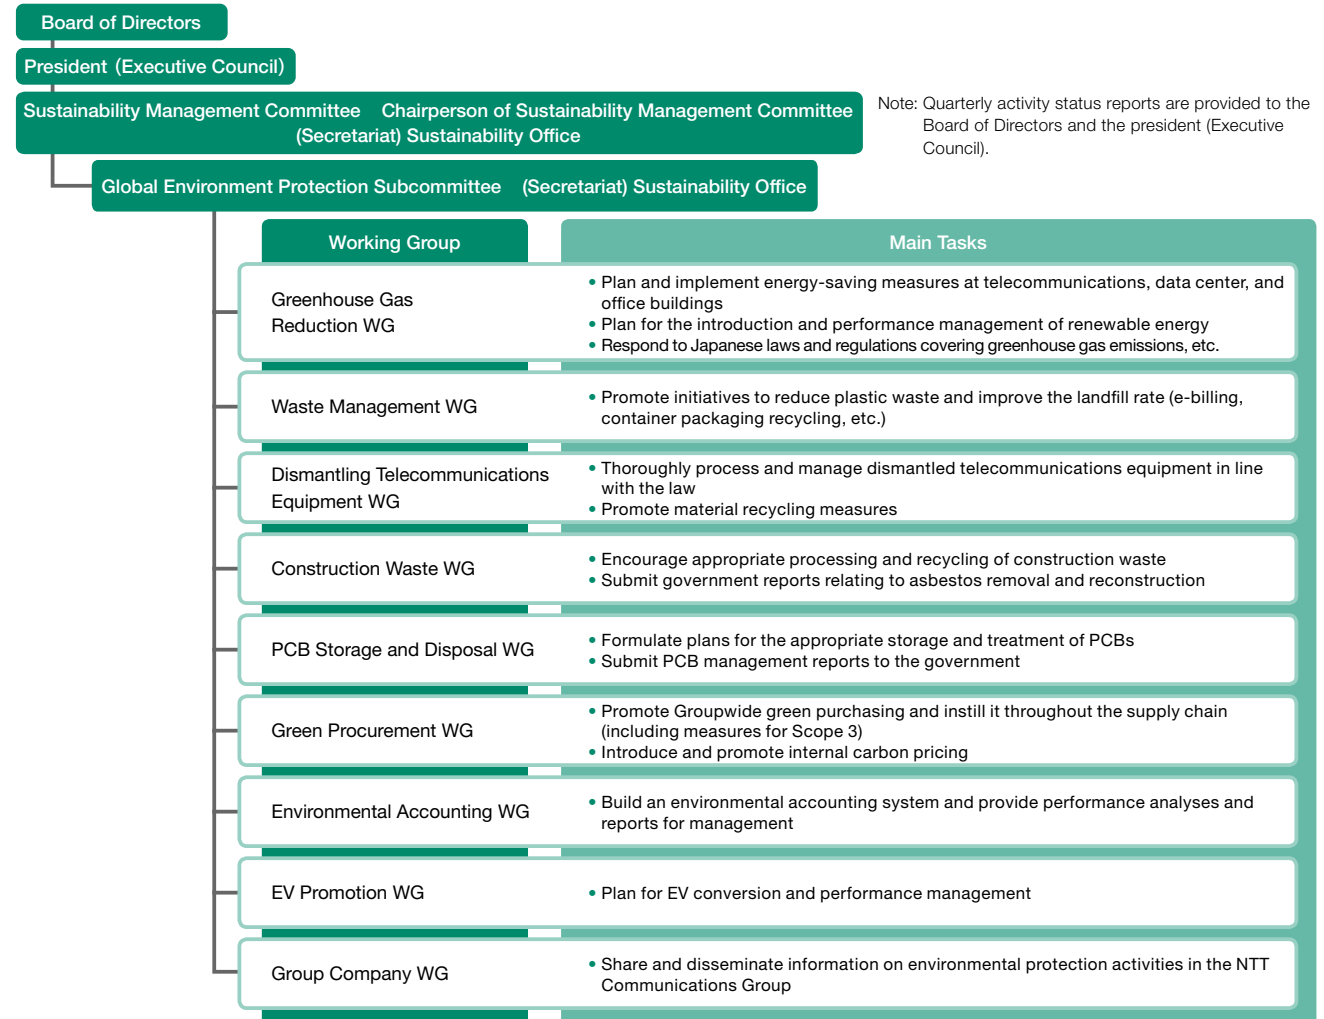 Board of Directors
President (Executive Council)
Sustainability Management Committee Chairperson of Sustainability Management Committee
(Secretariat) Sustainability Office
Note: Quarterly activity status reports are provided to the
Board of Directors and the president (Executive
Council).
Global Environment Protection Subcommittee (Secretariat) Sustainability Office
Working Group
Main Tasks
Greenhouse Gas
Reduction WG
• Plan and implement energy-saving measures at telecommunications, data center, and
office buildings
• Plan for the introduction and performance management of renewable energy
• Respond to Japanese laws and regulations covering greenhouse gas emissions, etc.
Waste Management WG
• Promote initiatives to reduce plastic waste and improve the landfill rate (e-billing,
container packaging recycling, etc.)
Dismantling Telecommunications
Equipment WG
• Thoroughly process and manage dismantled telecommunications equipment in line
with the law
• Promote material recycling measures
Construction Waste WG
• Encourage appropriate processing and recycling of construction waste
• Submit government reports relating to asbestos removal and reconstruction
PCB Storage and Disposal WG
• Formulate plans for the appropriate storage and treatment of PCBs
• Submit PCB management reports to the government
Green Procurement WG
• Promote Groupwide green purchasing and instill it throughout the supply chain
(including measures for Scope 3)
• Introduce and promote internal carbon pricing
Environmental Accounting WG
• Build an environmental accounting system and provide performance analyses and
reports for management
EV Promotion WG
• Plan for EV conversion and performance management
Group Company WG
• Share and disseminate information on environmental protection activities in the NTT
Communications Group